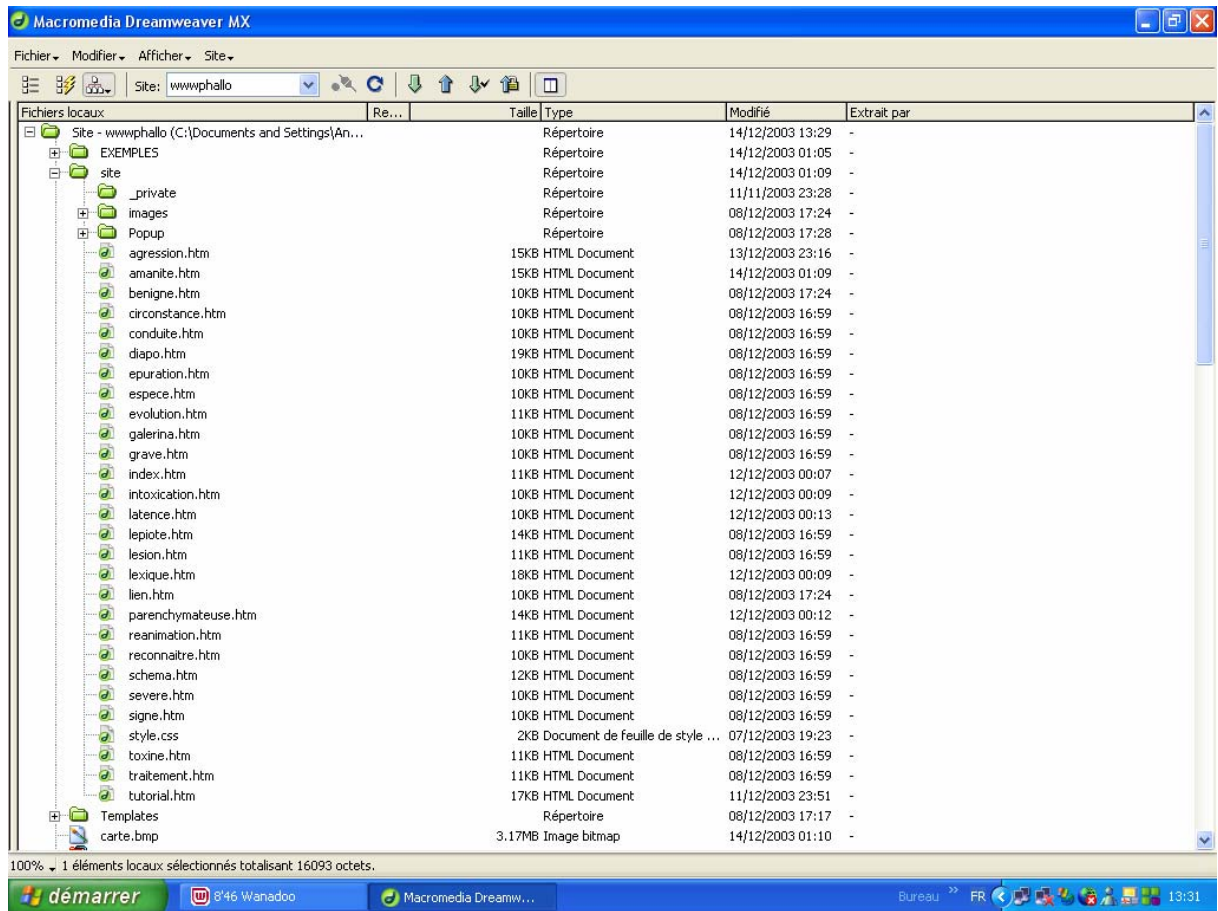 Macromedia Dreamweaver MX
Fichier Modifier Afficher Site
Site: wwwphallo
Fichiers locaux Re... Taille Type Modifié Extrait par
Site - wwwphallo (C:\Documents and Settings\An... Répertoire 14/12/2003 13:29 -
EXEMPLES Répertoire 14/12/2003 01:05 -
site Répertoire 14/12/2003 01:09 -
_private Répertoire 11/11/2003 23:28 -
images Répertoire 08/12/2003 17:24 -
Popup Répertoire 08/12/2003 17:28 -
agression.htm 15KB HTML Document 13/12/2003 23:16 -
amanite.htm 15KB HTML Document 14/12/2003 01:09 -
benigne.htm 10KB HTML Document 08/12/2003 17:24 -
circonstance.htm 10KB HTML Document 08/12/2003 16:59 -
conduite.htm 10KB HTML Document 08/12/2003 16:59 -
diapo.htm 19KB HTML Document 08/12/2003 16:59 -
epuration.htm 10KB HTML Document 08/12/2003 16:59 -
espece.htm 10KB HTML Document 08/12/2003 16:59 -
evolution.htm 11KB HTML Document 08/12/2003 16:59 -
galerina.htm 10KB HTML Document 08/12/2003 16:59 -
grave.htm 10KB HTML Document 08/12/2003 16:59 -
index.htm 11KB HTML Document 12/12/2003 00:07 -
intoxication.htm 10KB HTML Document 12/12/2003 00:09 -
latence.htm 10KB HTML Document 12/12/2003 00:13 -
lepiote.htm 14KB HTML Document 08/12/2003 16:59 -
lesion.htm 11KB HTML Document 08/12/2003 16:59 -
lexique.htm 18KB HTML Document 12/12/2003 00:09 -
lien.htm 10KB HTML Document 08/12/2003 17:24 -
parenchymateuse.htm 14KB HTML Document 12/12/2003 00:12 -
reanimation.htm 11KB HTML Document 08/12/2003 16:59 -
reconnaitre.htm 10KB HTML Document 08/12/2003 16:59 -
schema.htm 12KB HTML Document 08/12/2003 16:59 -
severe.htm 10KB HTML Document 08/12/2003 16:59 -
signe.htm 10KB HTML Document 08/12/2003 16:59 -
style.css 2KB Document de feuille de style ... 07/12/2003 19:23 -
toxine.htm 11KB HTML Document 08/12/2003 16:59 -
traitement.htm 11KB HTML Document 08/12/2003 16:59 -
tutorial.htm 17KB HTML Document 11/12/2003 23:51 -
Templates Répertoire 08/12/2003 17:17 -
carte.bmp 3.17MB Image bitmap 14/12/2003 01:10 -
100% 1 éléments locaux sélectionnés totalisant 16093 octets.
démarrer 8'46 Wanadoo Macromedia Dreamw... Bureau FR 13:31